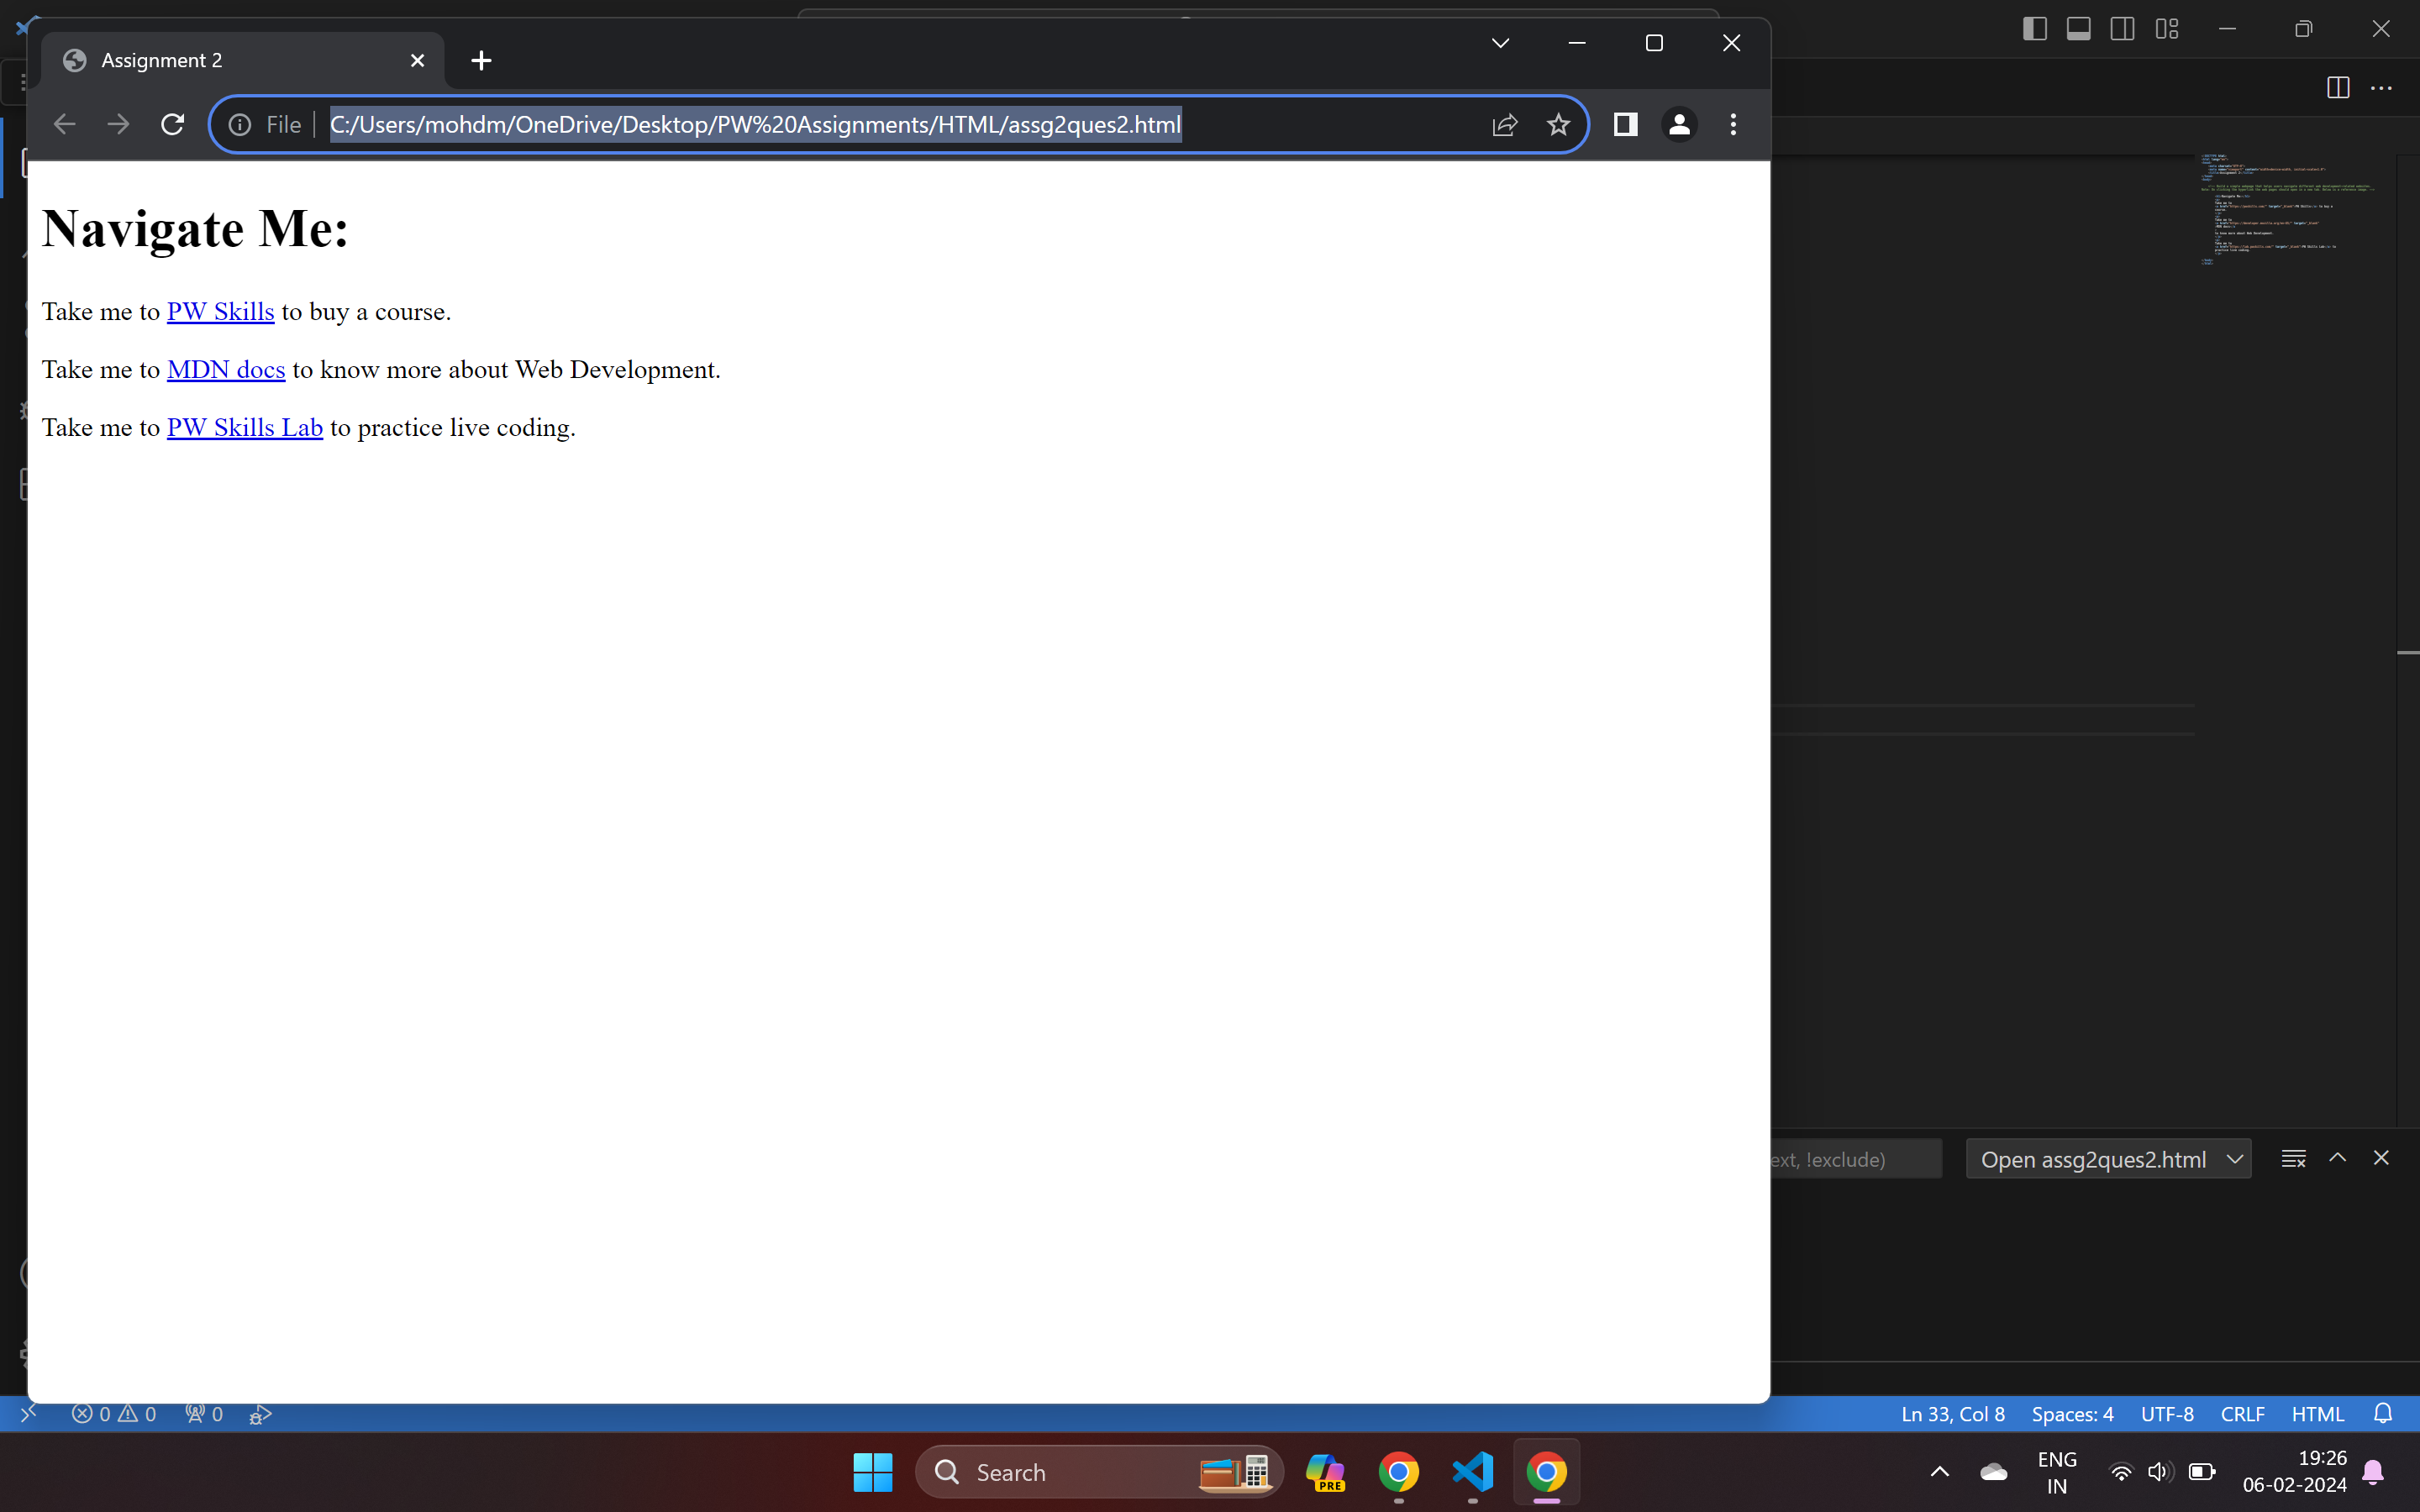 Assignment 2
File
C:/Users/mohdm/OneDrive/Desktop/PW%20Assignments/HTML/assg2ques2.html
Navigate Me:
Take me to PW Skills to buy a course.
Take me to MDN docs to know more about Web Development.
Take me to PW Skills Lab to practice live coding.
ext, !exclude)
Open assg2ques2.html
0 0 0
Ln 33, Col 8 Spaces: 4 UTF-8 CRLF HTML
Search
PRE
ENG
IN
19:26
06-02-2024